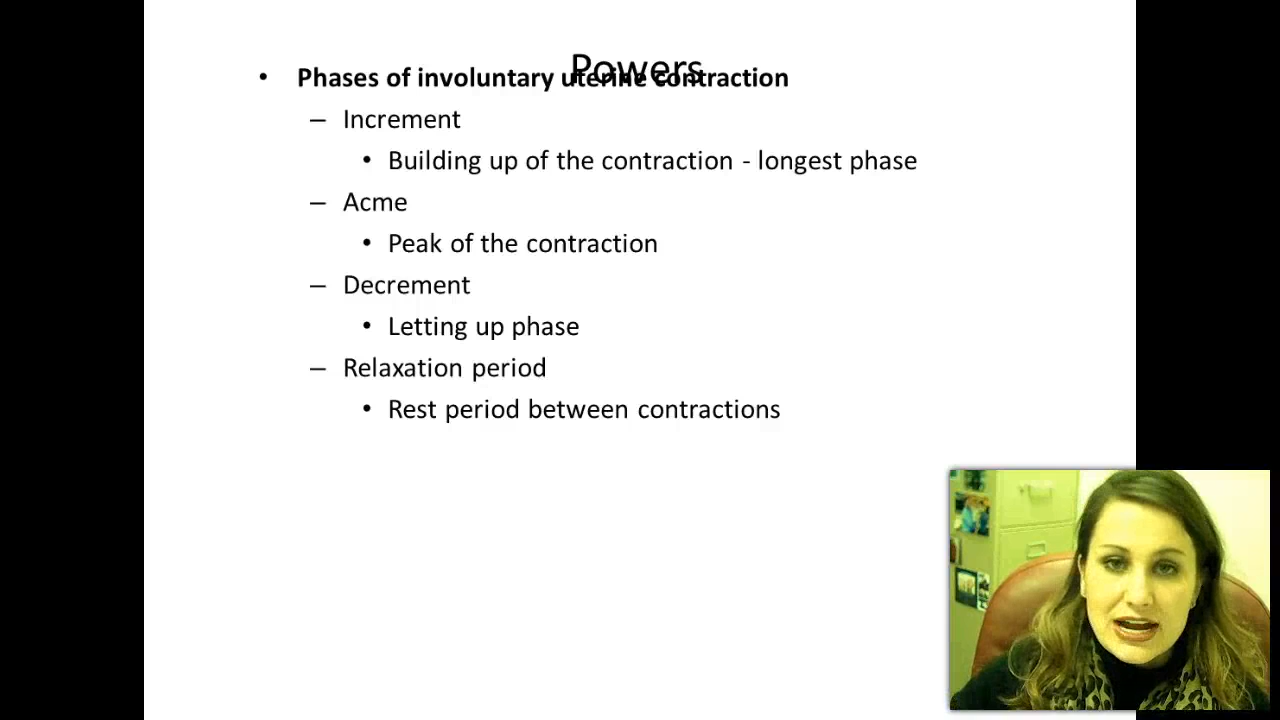 Powers
• Phases of involuntary uterine contraction
– Increment
• Building up of the contraction - longest phase
– Acme
• Peak of the contraction
– Decrement
• Letting up phase
– Relaxation period
• Rest period between contractions